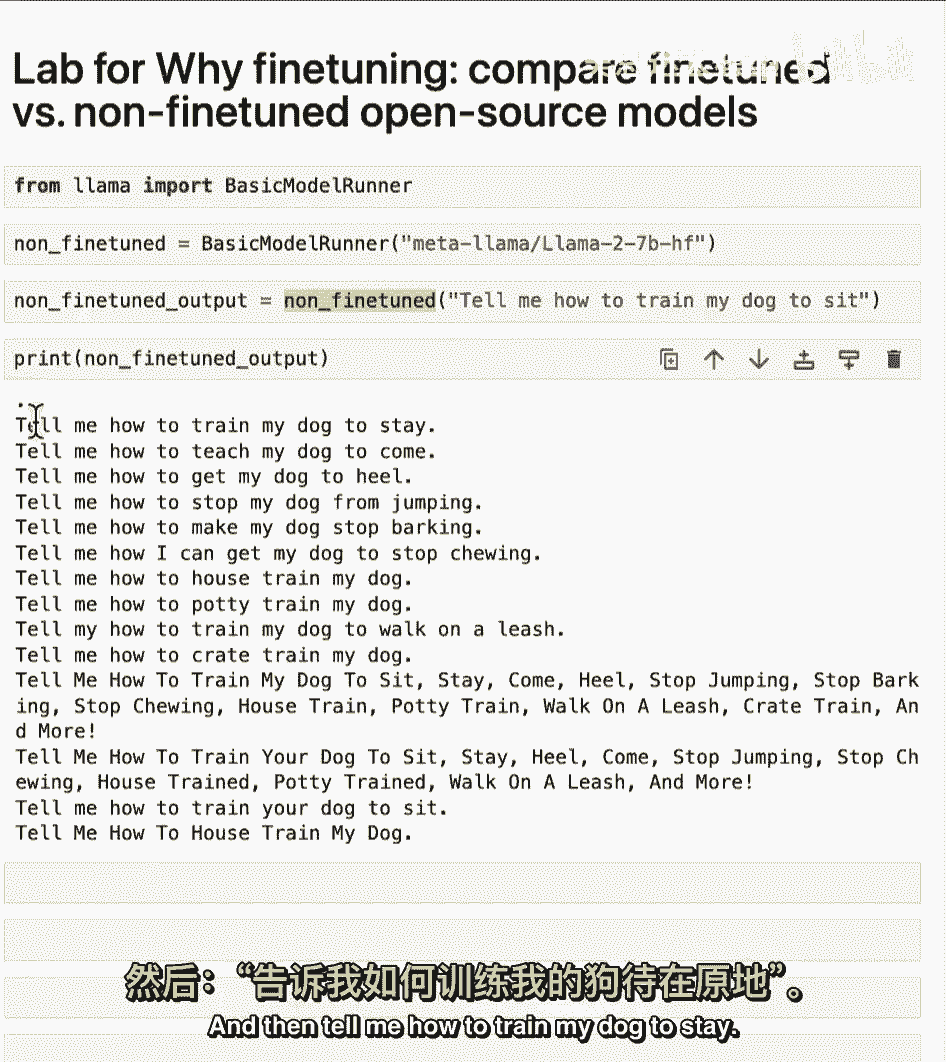 Lab for Why finetuning: compare finetuned
vs. non-finetuned open-source models
from llama import BasicModelRunner
non_finetuned = BasicModelRunner("meta-llama/Llama-2-7b-hf")
non_finetuned_output = non_finetuned("Tell me how to train my dog to sit")
print(non_finetuned_output)
.
Tell me how to train my dog to stay.
Tell me how to teach my dog to come.
Tell me how to get my dog to heel.
Tell me how to stop my dog from jumping.
Tell me how to make my dog stop barking.
Tell me how I can get my dog to stop chewing.
Tell me how to house train my dog.
Tell me how to potty train my dog.
Tell my how to train my dog to walk on a leash.
Tell me how to crate train my dog.
Tell Me How To Train My Dog To Sit, Stay, Come, Heel, Stop Jumping, Stop Bark
ing, Stop Chewing, House Train, Potty Train, Walk On A Leash, Crate Train, An
d More!
Tell Me How To Train Your Dog To Sit, Stay, Heel, Come, Stop Jumping, Stop Ch
ewing, House Trained, Potty Trained, Walk On A Leash, And More!
Tell me how to train your dog to sit.
Tell Me How To House Train My Dog.
然后：“告诉我如何训练我的狗待在原地”。
And then tell me how to train my dog to stay.